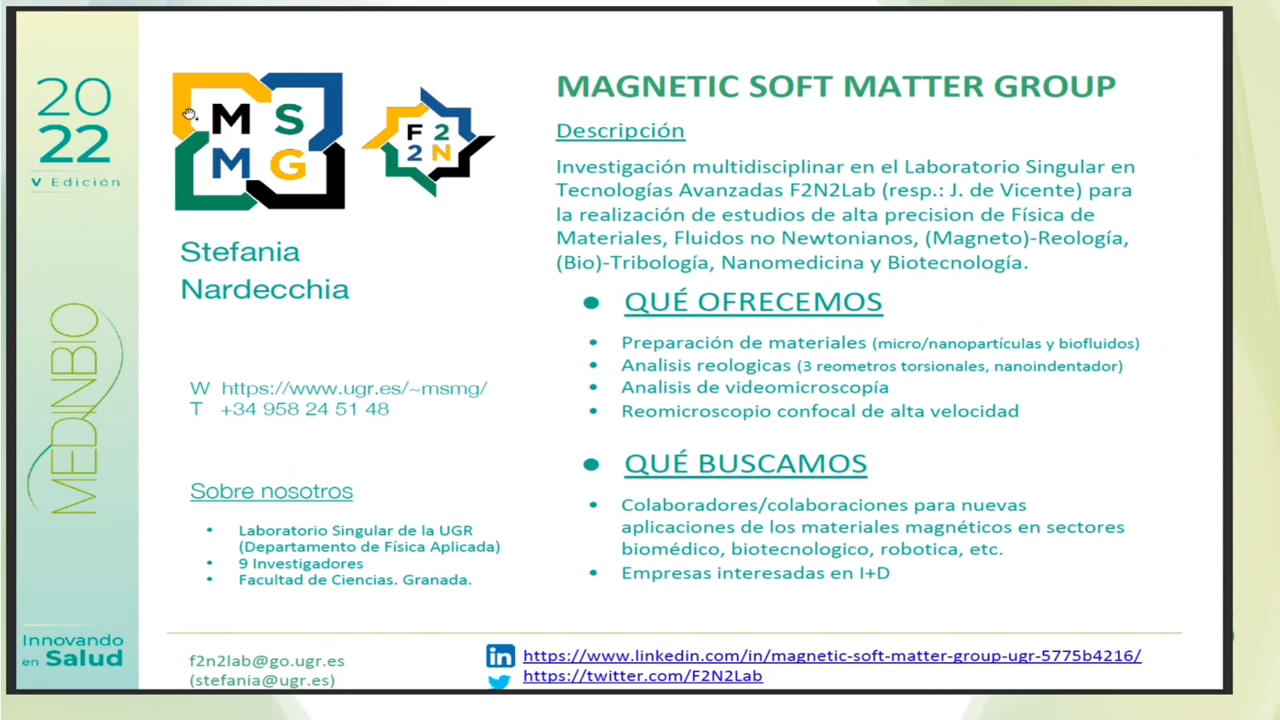 20
22
V Edición
MEDINBIO
Innovando
en Salud
M S
M G
F 2
2 N
Stefania
Nardecchia
W https://www.ugr.es/~msmg/
T +34 958 24 51 48
Sobre nosotros
• Laboratorio Singular de la UGR
(Departamento de Física Aplicada)
• 9 Investigadores
• Facultad de Ciencias. Granada.
MAGNETIC SOFT MATTER GROUP
Descripción
Investigación multidisciplinar en el Laboratorio Singular en
Tecnologías Avanzadas F2N2Lab (resp.: J. de Vicente) para
la realización de estudios de alta precision de Física de
Materiales, Fluidos no Newtonianos, (Magneto)-Reología,
(Bio)-Tribología, Nanomedicina y Biotecnología.
• QUÉ OFRECEMOS
• Preparación de materiales (micro/nanopartículas y biofluidos)
• Analisis reologicas (3 reometros torsionales, nanoindentador)
• Analisis de videomicroscopía
• Reomicroscopio confocal de alta velocidad
• QUÉ BUSCAMOS
• Colaboradores/colaboraciones para nuevas
aplicaciones de los materiales magnéticos en sectores
biomédico, biotecnologico, robotica, etc.
• Empresas interesadas en I+D
f2n2lab@go.ugr.es
(stefania@ugr.es)
in https://www.linkedin.com/in/magnetic-soft-matter-group-ugr-5775b4216/
https://twitter.com/F2N2Lab